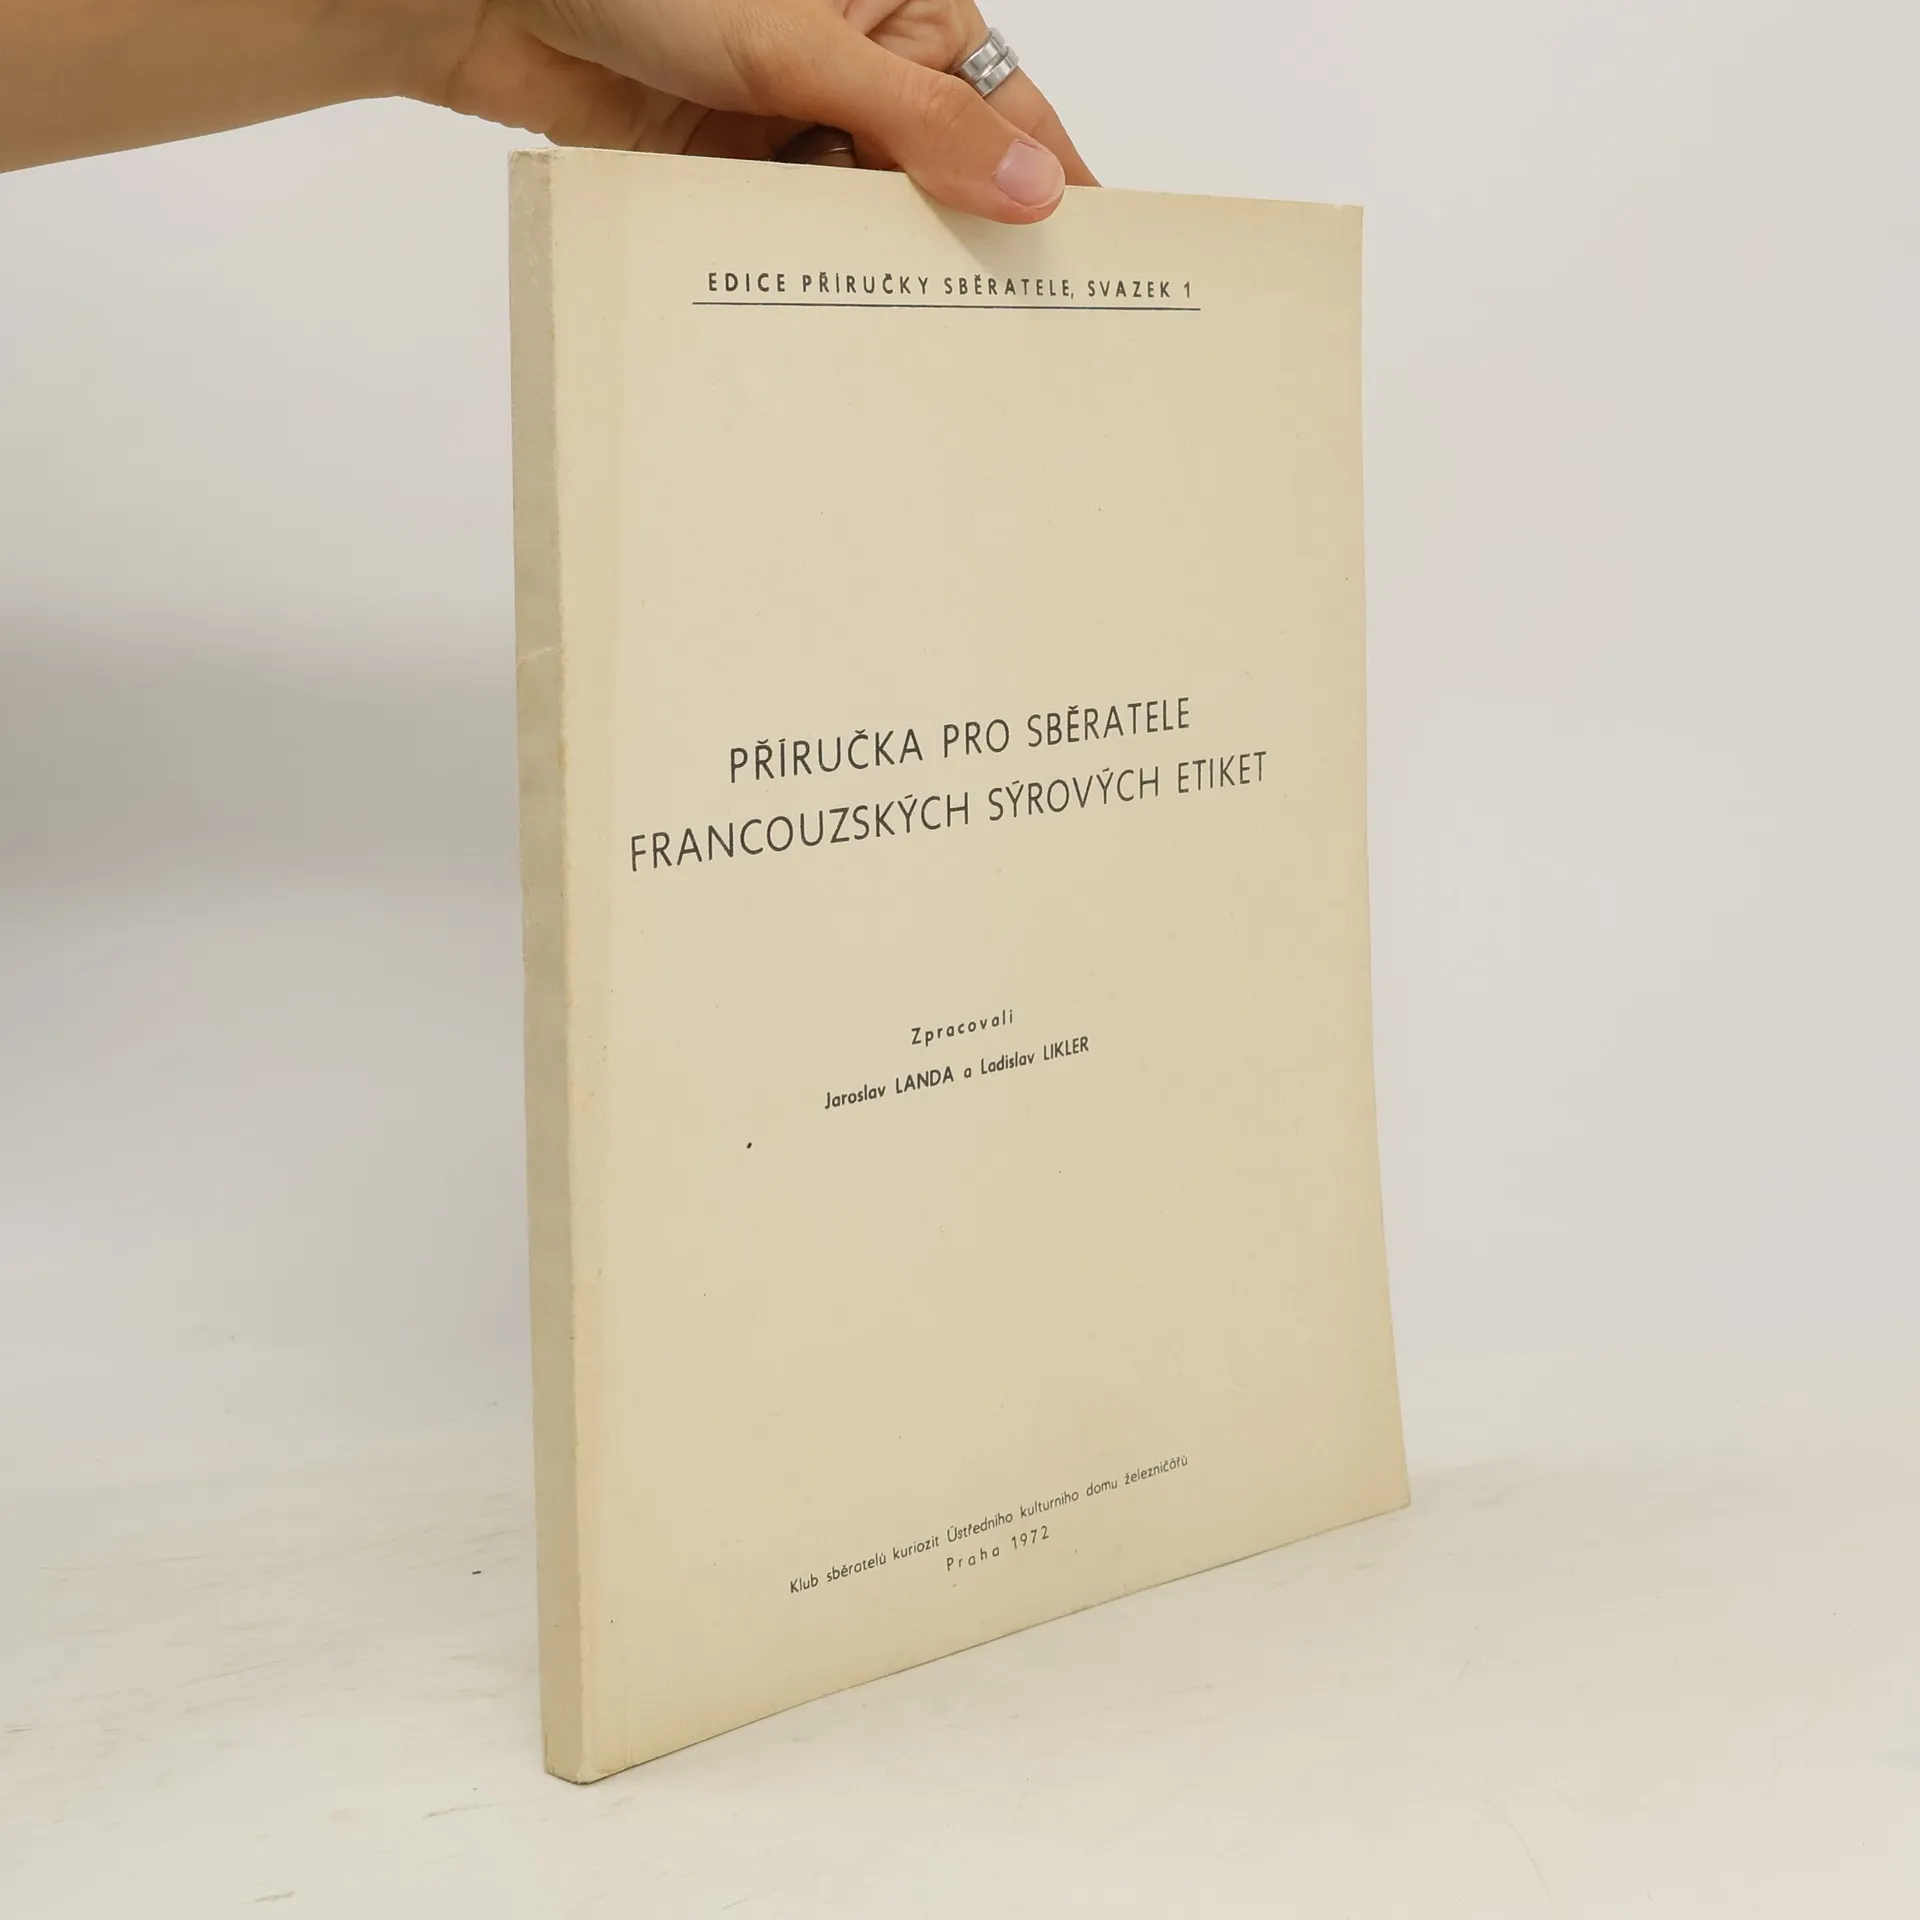 EDICE PŘÍRUČKY SBĚRATELE, SVAZEK 1
PŘÍRUČKA PRO SBĚRATELE
FRANCOUZSKÝCH SÝROVÝCH ETIKET
Zpracovali
Jaroslav LANDA a Ladislav LIKLER
Klub sběratelů kuriozit Ústředního kulturního domu železničářů
Praha 1972